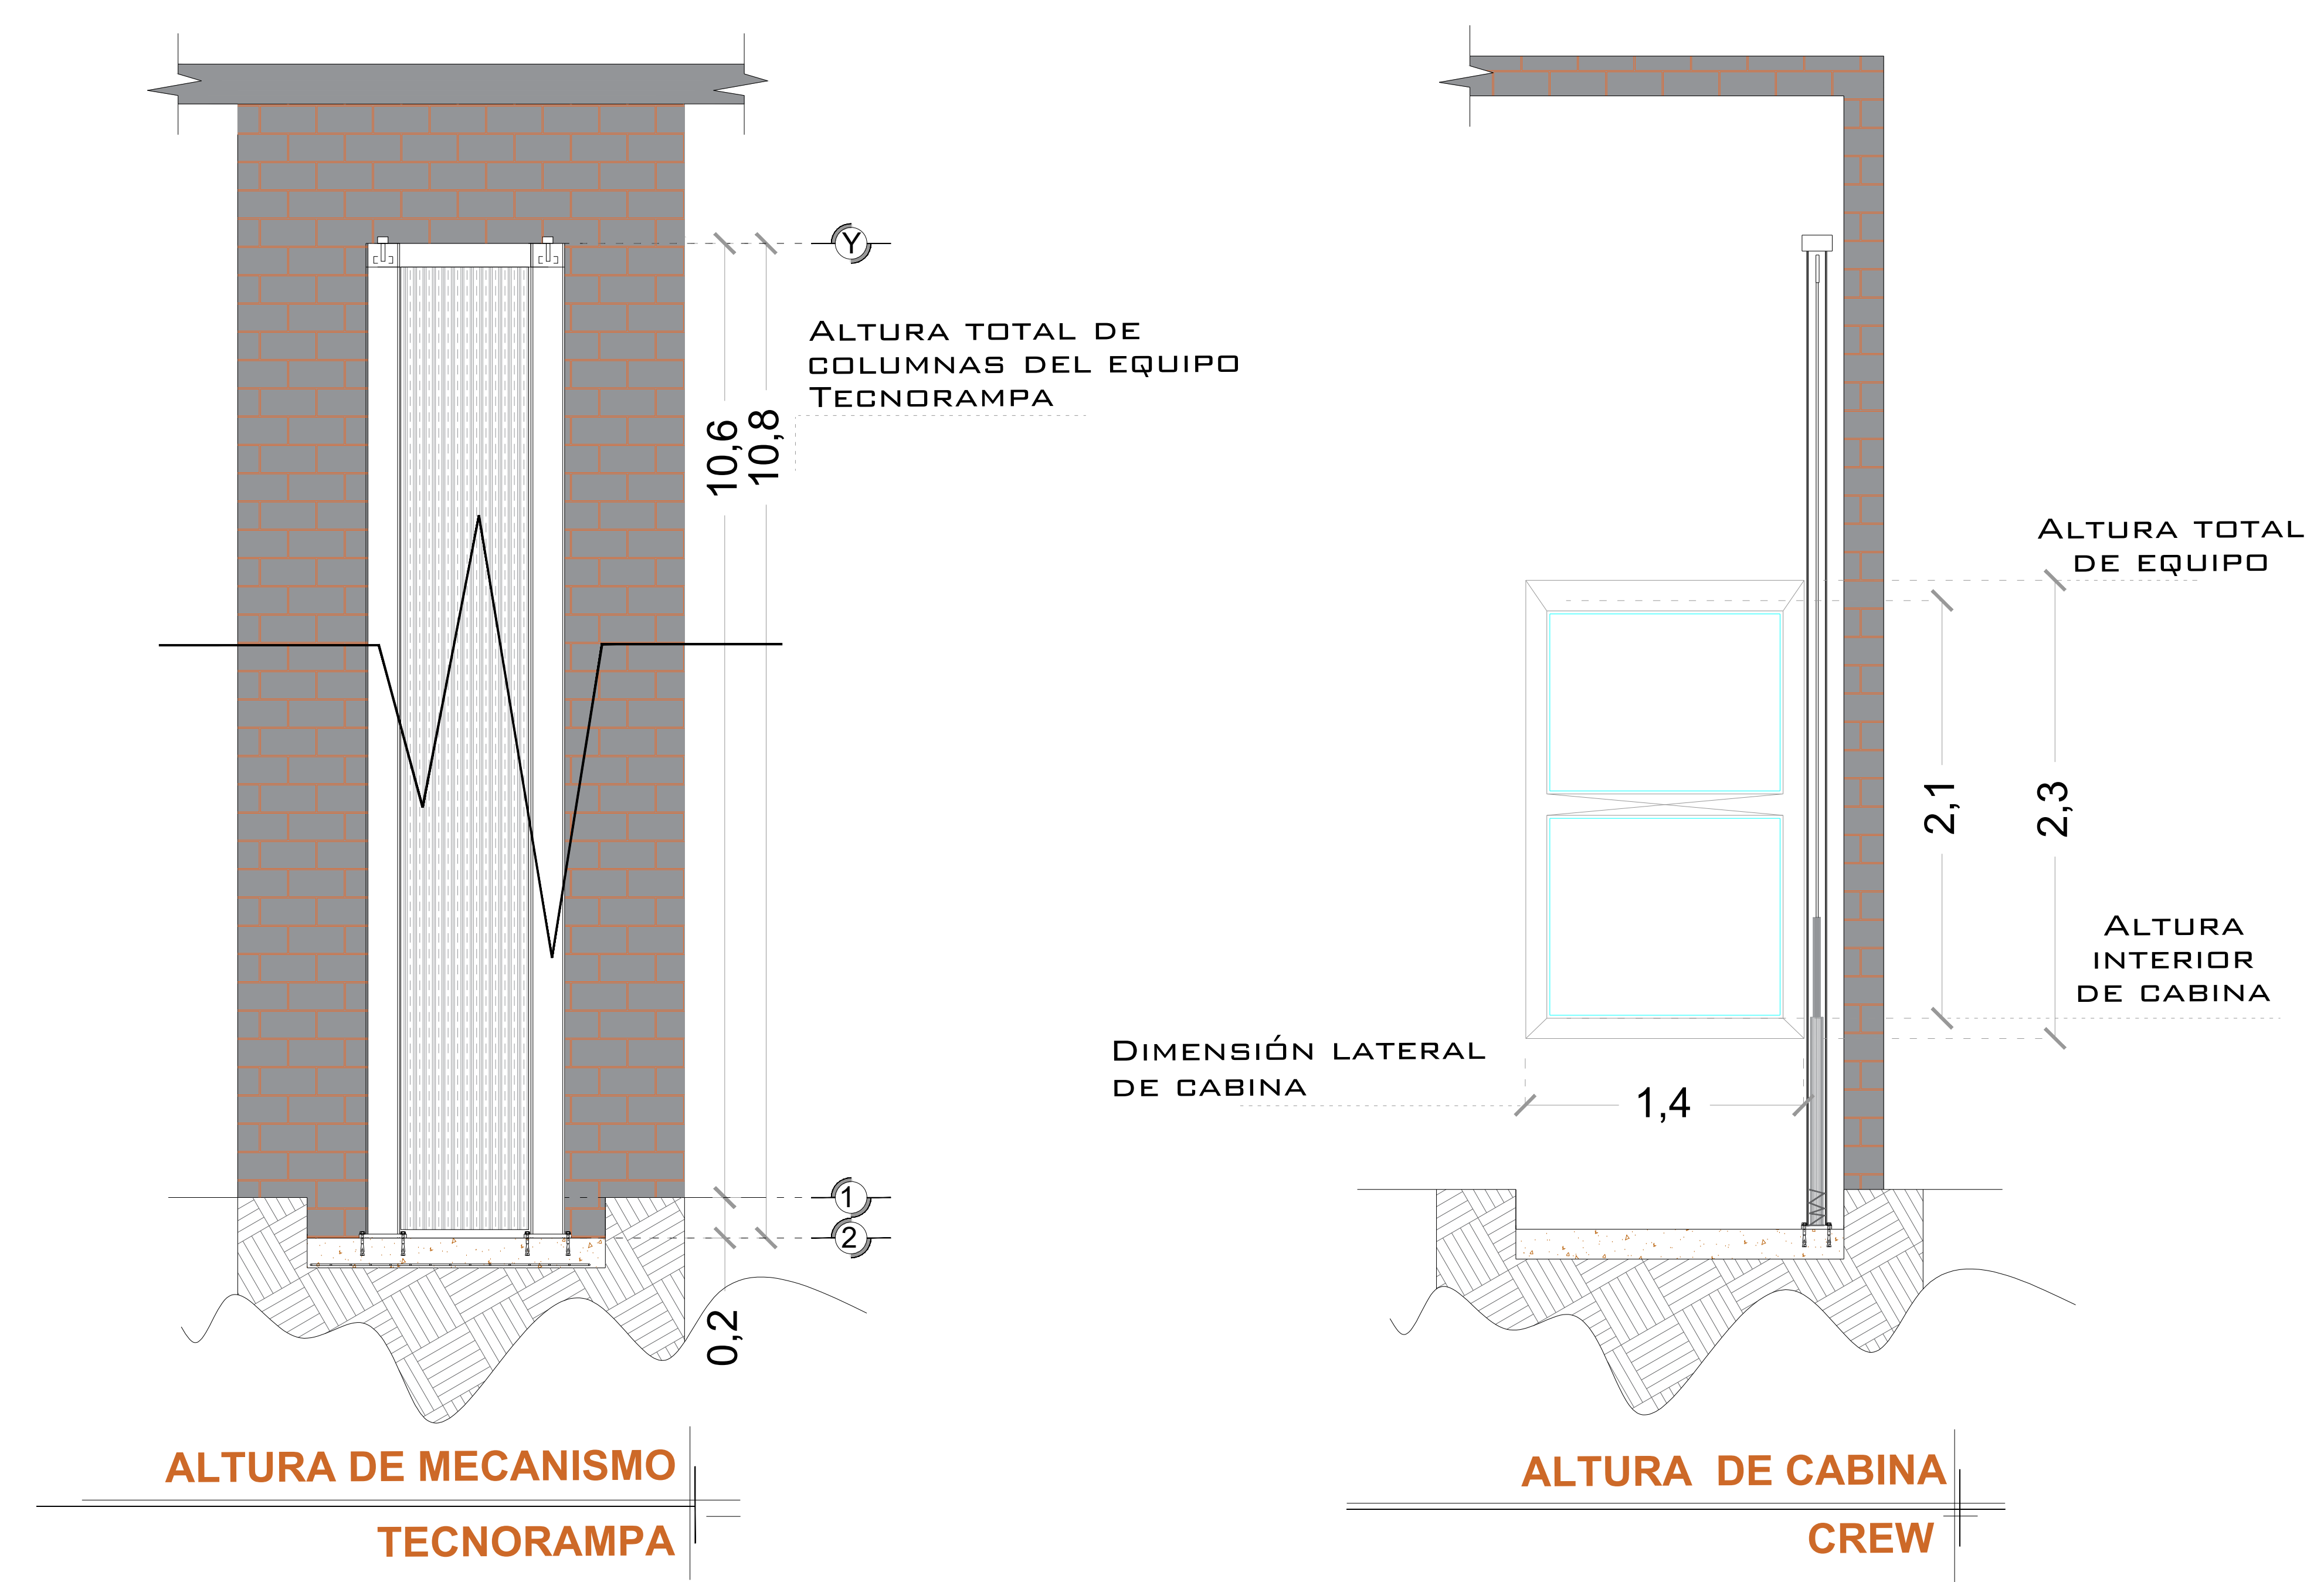 Y
ALTURA TOTAL DE
COLUMNAS DEL EQUIPO
TECNORAMPA
10,6
10,8
1
2
0,2
ALTURA DE MECANISMO
TECNORAMPA
ALTURA TOTAL
DE EQUIPO
2,1
2,3
ALTURA
INTERIOR
DE CABINA
DIMENSIÓN LATERAL
DE CABINA
1,4
ALTURA DE CABINA
CREW